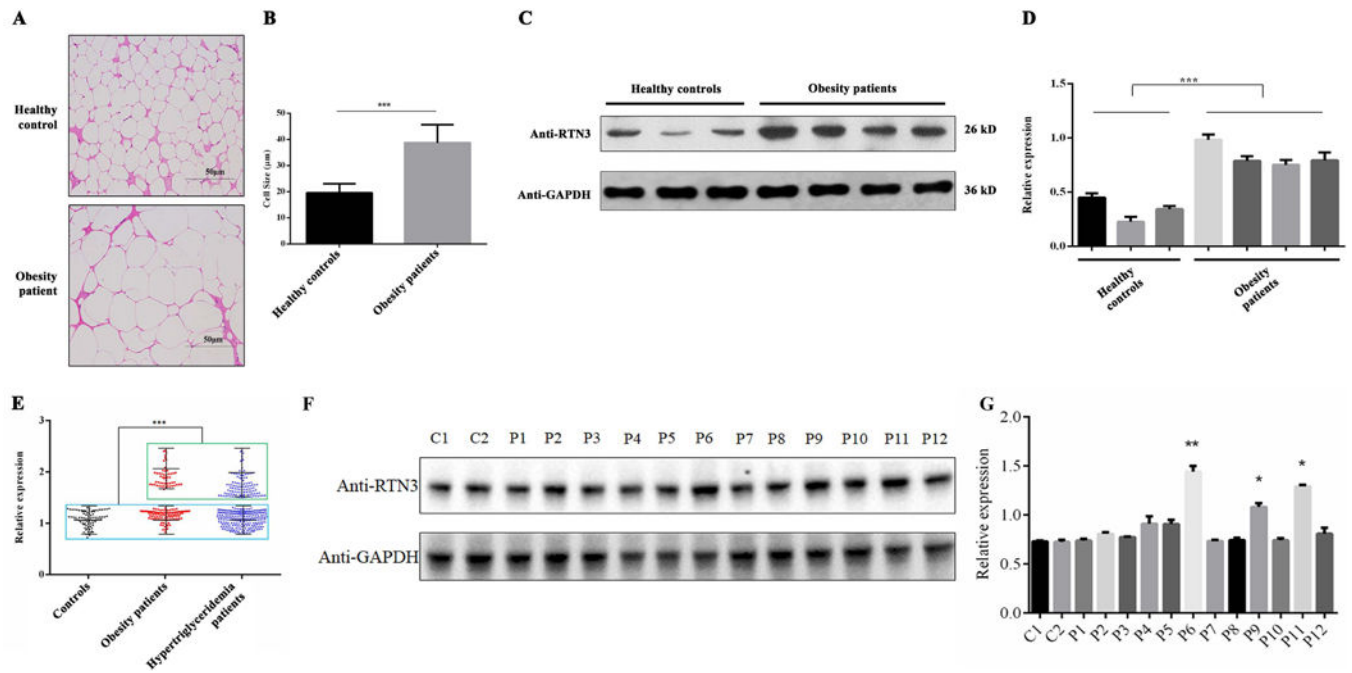 A
Healthy
control
50μm
Obesity
patient
50μm
B
***
Cell Size (μm)
50
40
30
20
10
0
Healthy controls
Obesity patients
C
Healthy controls
Obesity patients
Anti-RTN3
26 kD
Anti-GAPDH
36 kD
D
***
Relative expression
1.5
1.0
0.5
0.0
Healthy
controls
Obesity
patients
E
***
Relative expression
3
2
1
0
Controls
Obesity patients
Hypertriglyceridemia
patients
F
C1 C2 P1 P2 P3 P4 P5 P6 P7 P8 P9 P10 P11 P12
Anti-RTN3
Anti-GAPDH
G
Relative expression
2.0
1.5
1.0
0.5
0.0
**
*
*
C1 C2 P1 P2 P3 P4 P5 P6 P7 P8 P9 P10 P11 P12